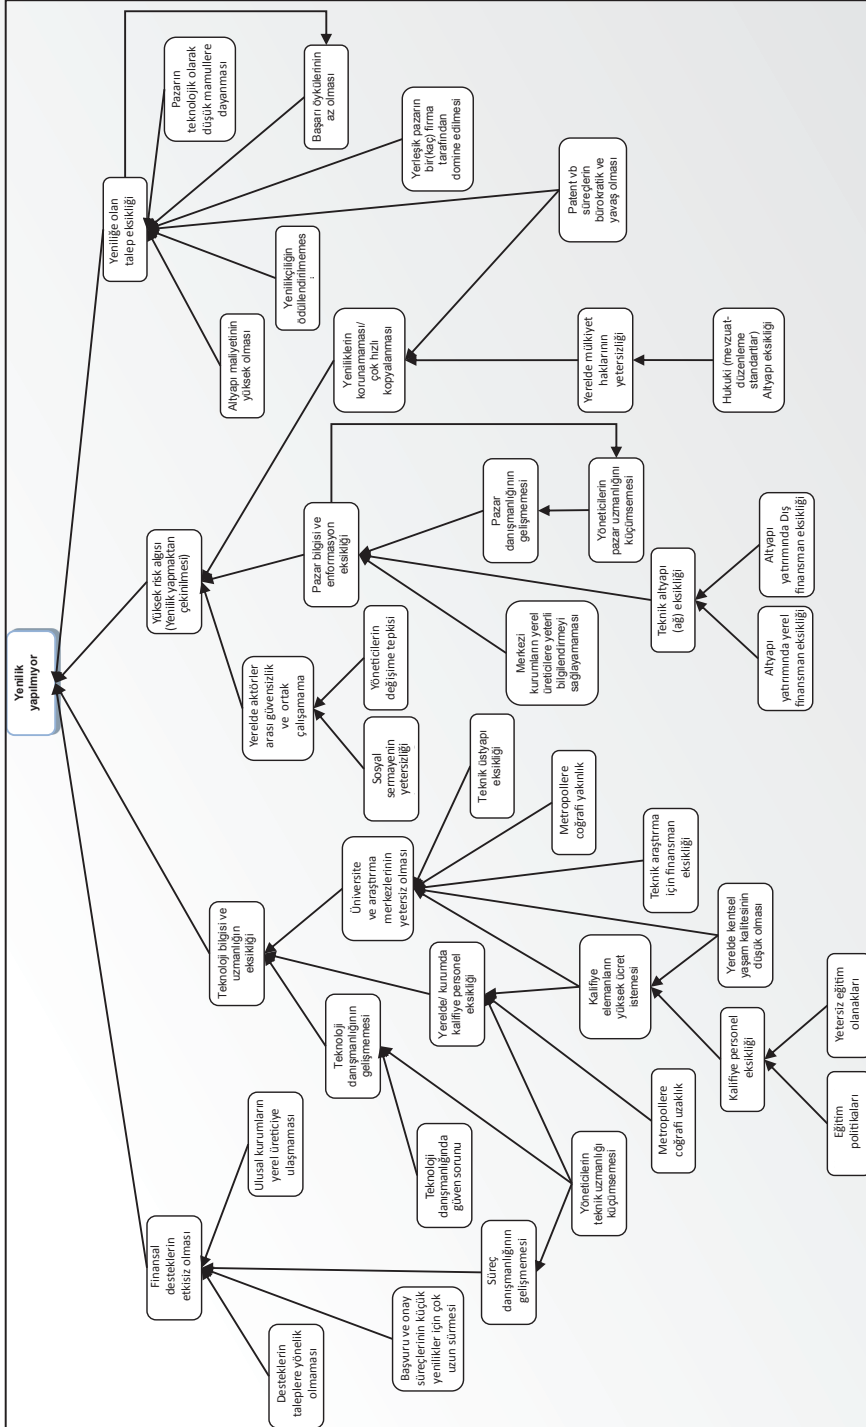 Yenilik
yapılmıyor
Finansal
desteklerin
etkisiz olması
Teknoloji bilgisi ve
uzmanlığın
eksikliği
Yüksek risk algısı
(Yenilik yapmaktan
çekinilmesi)
Yeniliğe olan
talep eksikliği
Desteklerin
taleplere yönelik
olmaması
Başvuru ve onay
süreçlerinin küçük
yenilikler için çok
uzun sürmesi
Süreç
danışmanlığının
gelişmemesi
Ulusal kurumların
yerel üreticiye
ulaşmaması
Teknoloji
danışmanlığının
gelişmemesi
Teknoloji
danışmanlığında
güven sorunu
Yöneticilerin
teknik uzmanlığı
küçümsemesi
Yerelde/ kurumda
kalifiye personel
eksikliği
Metropollere
coğrafi uzaklık
Kalifiye
elemanların
yüksek ücret
istemesi
Kalifiye personel
eksikliği
Eğitim
politikaları
Yetersiz eğitim
olanakları
Yerelde kentsel
yaşam kalitesinin
düşük olması
Üniversite
ve araştırma
merkezlerinin
yetersiz olması
Teknik araştırma
için finansman
eksikliği
Metropollere
coğrafi yakınlık
Teknik üstyapı
eksikliği
Yerelde aktörler
arası güvensizlik
ve ortak
çalışamama
Sosyal
sermayenin
yetersizliği
Yöneticilerin
değişime tepkisi
Pazar bilgisi ve
enformasyon
eksikliği
Merkezi
kurumların yerel
üreticilere yeterli
bilgilendirmeyi
sağlayamaması
Teknik altyapı
(ağ) eksikliği
Altyapı
yatırımında yerel
finansman eksikliği
Altyapı
yatırımında Dış
finansman eksikliği
Pazar
danışmanlığının
gelişmemesi
Yöneticilerin
pazar uzmanlığını
küçümsemesi
Yeniliklerin
korunamaması/
çok hızlı
kopyalanması
Yerelde mülkiyet
haklarının
yetersizliği
Hukuki (mevzuat-
düzenleme
standartlar)
Altyapı eksikliği
Altyapı maliyetinin
yüksek olması
Yenilikçiliğin
ödüllendirilmemes
Patent vb
süreçlerin
bürokratik ve
yavaş olması
Yerleşik pazarın
bir(kaç) firma
tarafından
domine edilmesi
Başarı öykülerinin
az olması
Pazarın
teknolojik olarak
düşük mamullere
dayanması